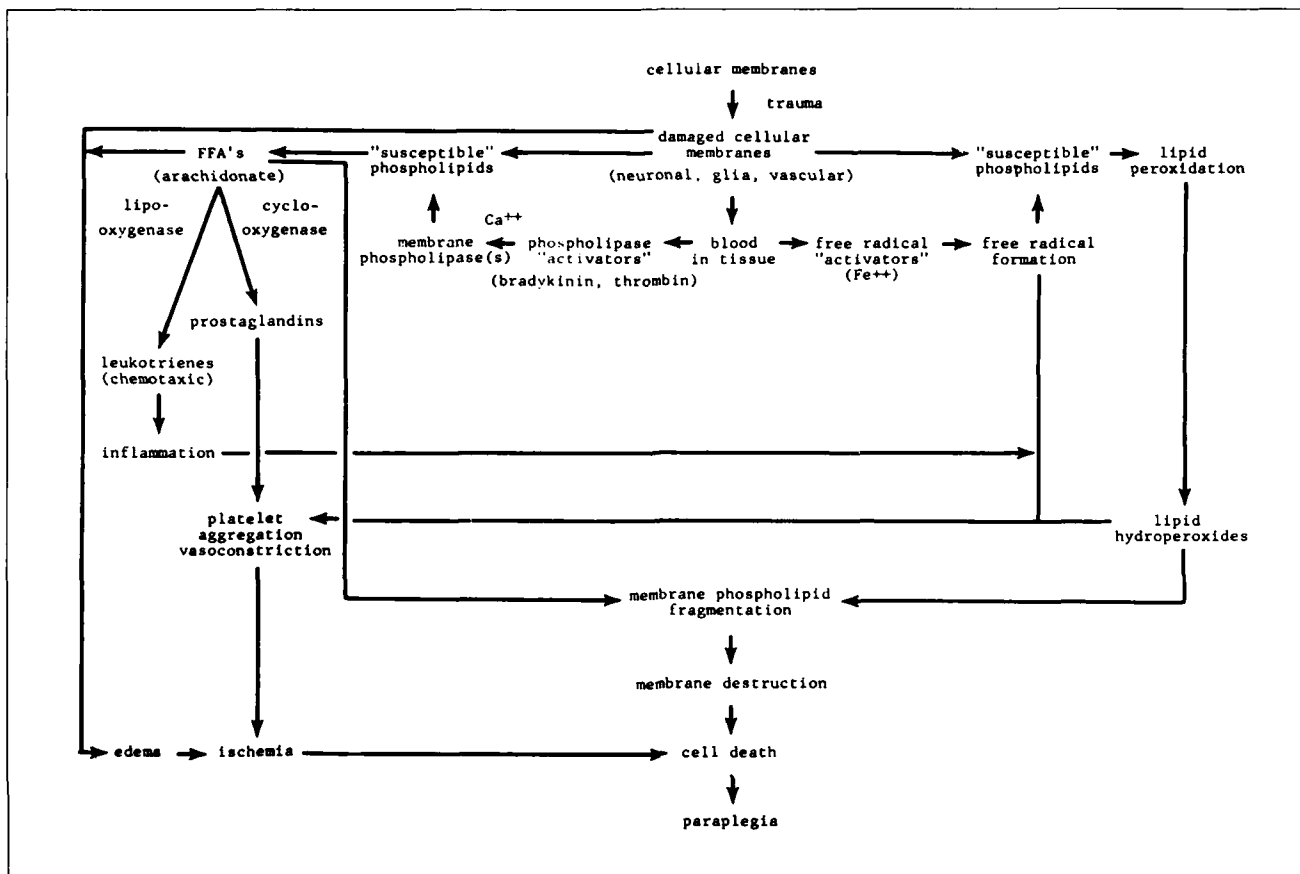 cellular membranes
trauma
damaged cellular
membranes
(neuronal, glia, vascular)
FFA's
(arachidonate)
"susceptible"
phospholipids
"susceptible"
phospholipids
lipid
peroxidation
lipo-
oxygenase
cyclo-
oxygenase
Ca++
membrane
phospholipase(s)
phospholipase
"activators"
(bradykinin, thrombin)
blood
in tissue
free radical
"activators"
(Fe++)
free radical
formation
prostaglandins
leukotrienes
(chemotaxic)
inflammation
platelet
aggregation
vasoconstriction
lipid
hydroperoxides
membrane phospholipid
fragmentation
membrane destruction
edema
ischemia
cell death
paraplegia